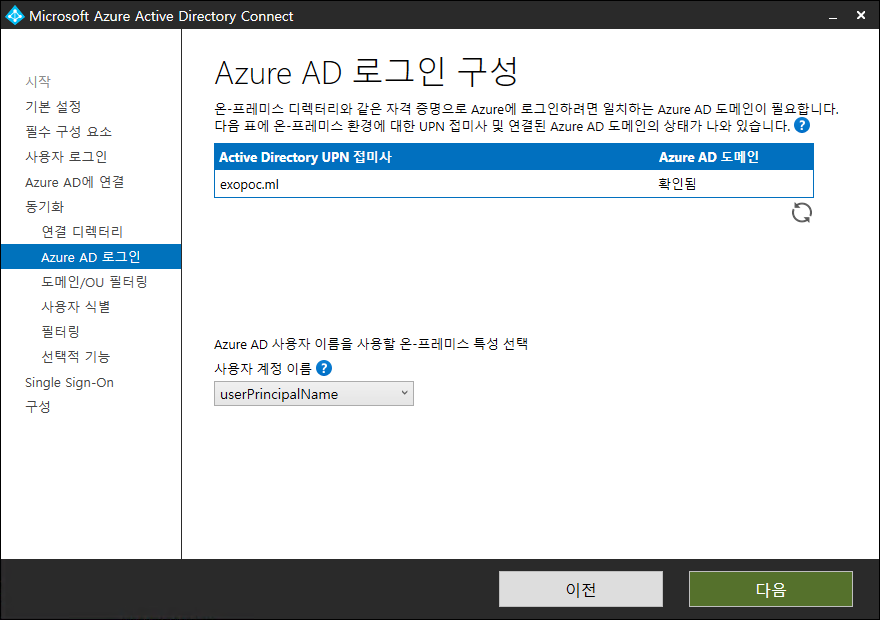 Microsoft Azure Active Directory Connect
시작
기본 설정
필수 구성 요소
사용자 로그인
Azure AD에 연결
동기화
연결 디렉터리
Azure AD 로그인
도메인/OU 필터링
사용자 식별
필터링
선택적 기능
Single Sign-On
구성
Azure AD 로그인 구성
온-프레미스 디렉터리와 같은 자격 증명으로 Azure에 로그인하려면 일치하는 Azure AD 도메인이 필요합니다.
다음 표에 온-프레미스 환경에 대한 UPN 접미사 및 연결된 Azure AD 도메인의 상태가 나와 있습니다. ?
Active Directory UPN 접미사 Azure AD 도메인
exopoc.ml 확인됨
Azure AD 사용자 이름을 사용할 온-프레미스 특성 선택
사용자 계정 이름 ?
userPrincipalName
이전 다음